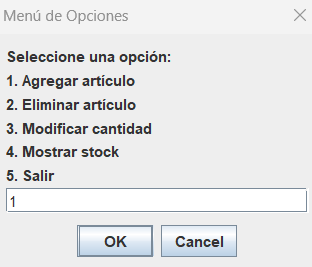 Menú de Opciones
Seleccione una opción:
1. Agregar artículo
2. Eliminar artículo
3. Modificar cantidad
4. Mostrar stock
5. Salir
1
OK Cancel